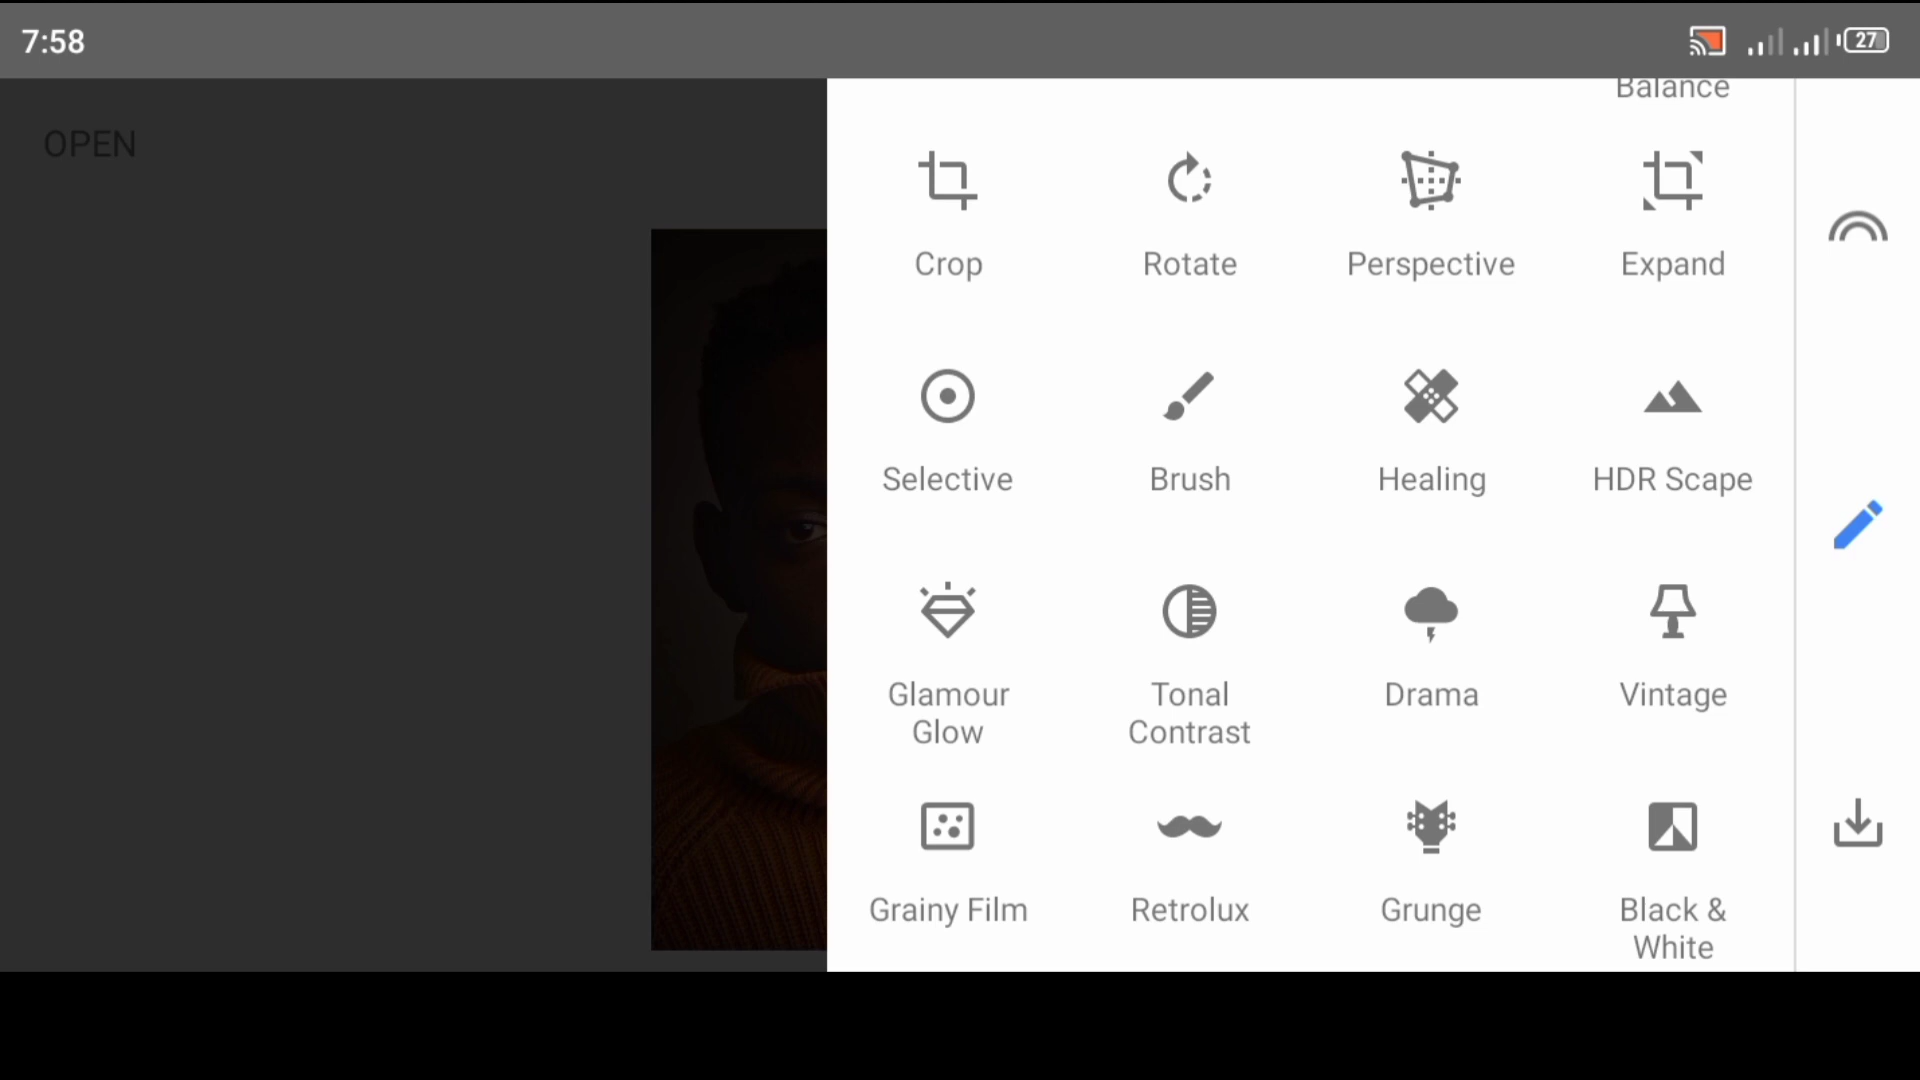 7:58
27
OPEN
Balance
Crop
Rotate
Perspective
Expand
Selective
Brush
Healing
HDR Scape
Glamour
Glow
Tonal
Contrast
Drama
Vintage
Grainy Film
Retrolux
Grunge
Black &
White